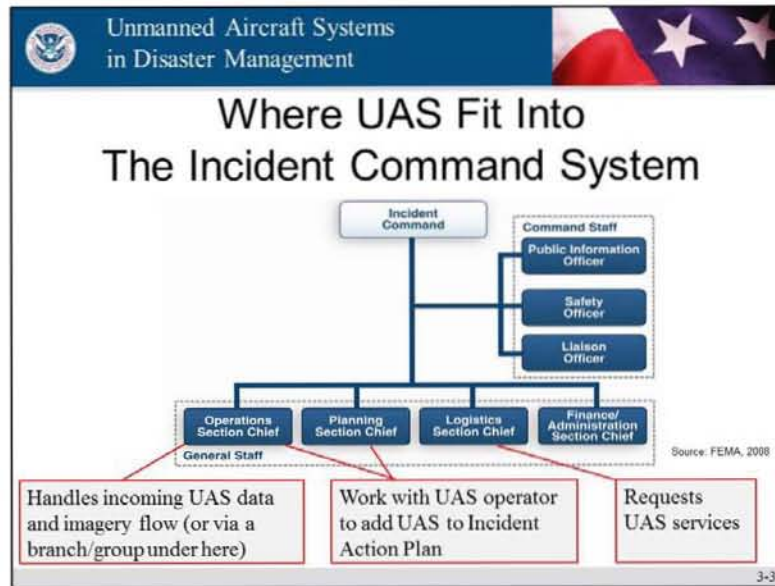 Unmanned Aircraft Systems
in Disaster Management
Where UAS Fit Into
The Incident Command System
Incident
Command
Command Staff
Public Information
Officer
Safety
Officer
Liaison
Officer
Operations
Section Chief
Planning
Section Chief
Logistics
Section Chief
Finance/
Administration
Section Chief
General Staff
Source: FEMA, 2008
Handles incoming UAS data
and imagery flow (or via a
branch/group under here)
Work with UAS operator
to add UAS to Incident
Action Plan
Requests
UAS services
3-3